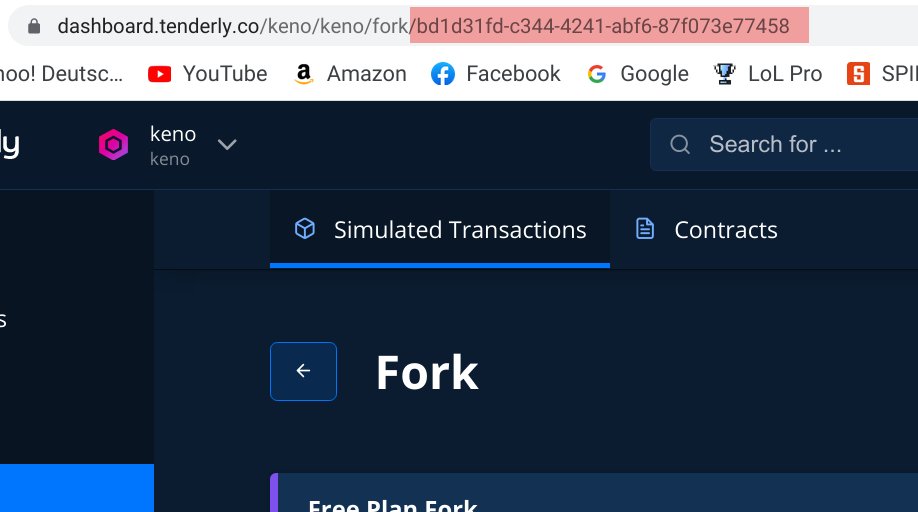 dashboard.tenderly.co/keno/keno/fork/bd1d31fd-c344-4241-abf6-87f073e77458
hoo! Deutsc... YouTube Amazon Facebook Google LoL Pro SPI
ly keno
keno
Search for ...
Simulated Transactions Contracts
s
Fork
Free Plan Fork